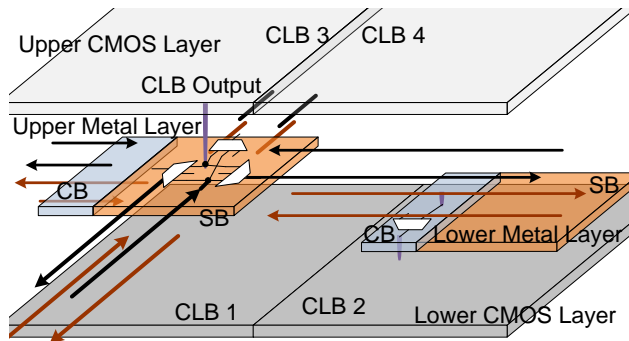 CLB 3
Upper CMOS Layer
CLB 4
CLB Output
Upper Metal Layer
CB
SB
SB
CB
Lower Metal Layer
CLB 1
CLB 2
Lower CMOS Layer